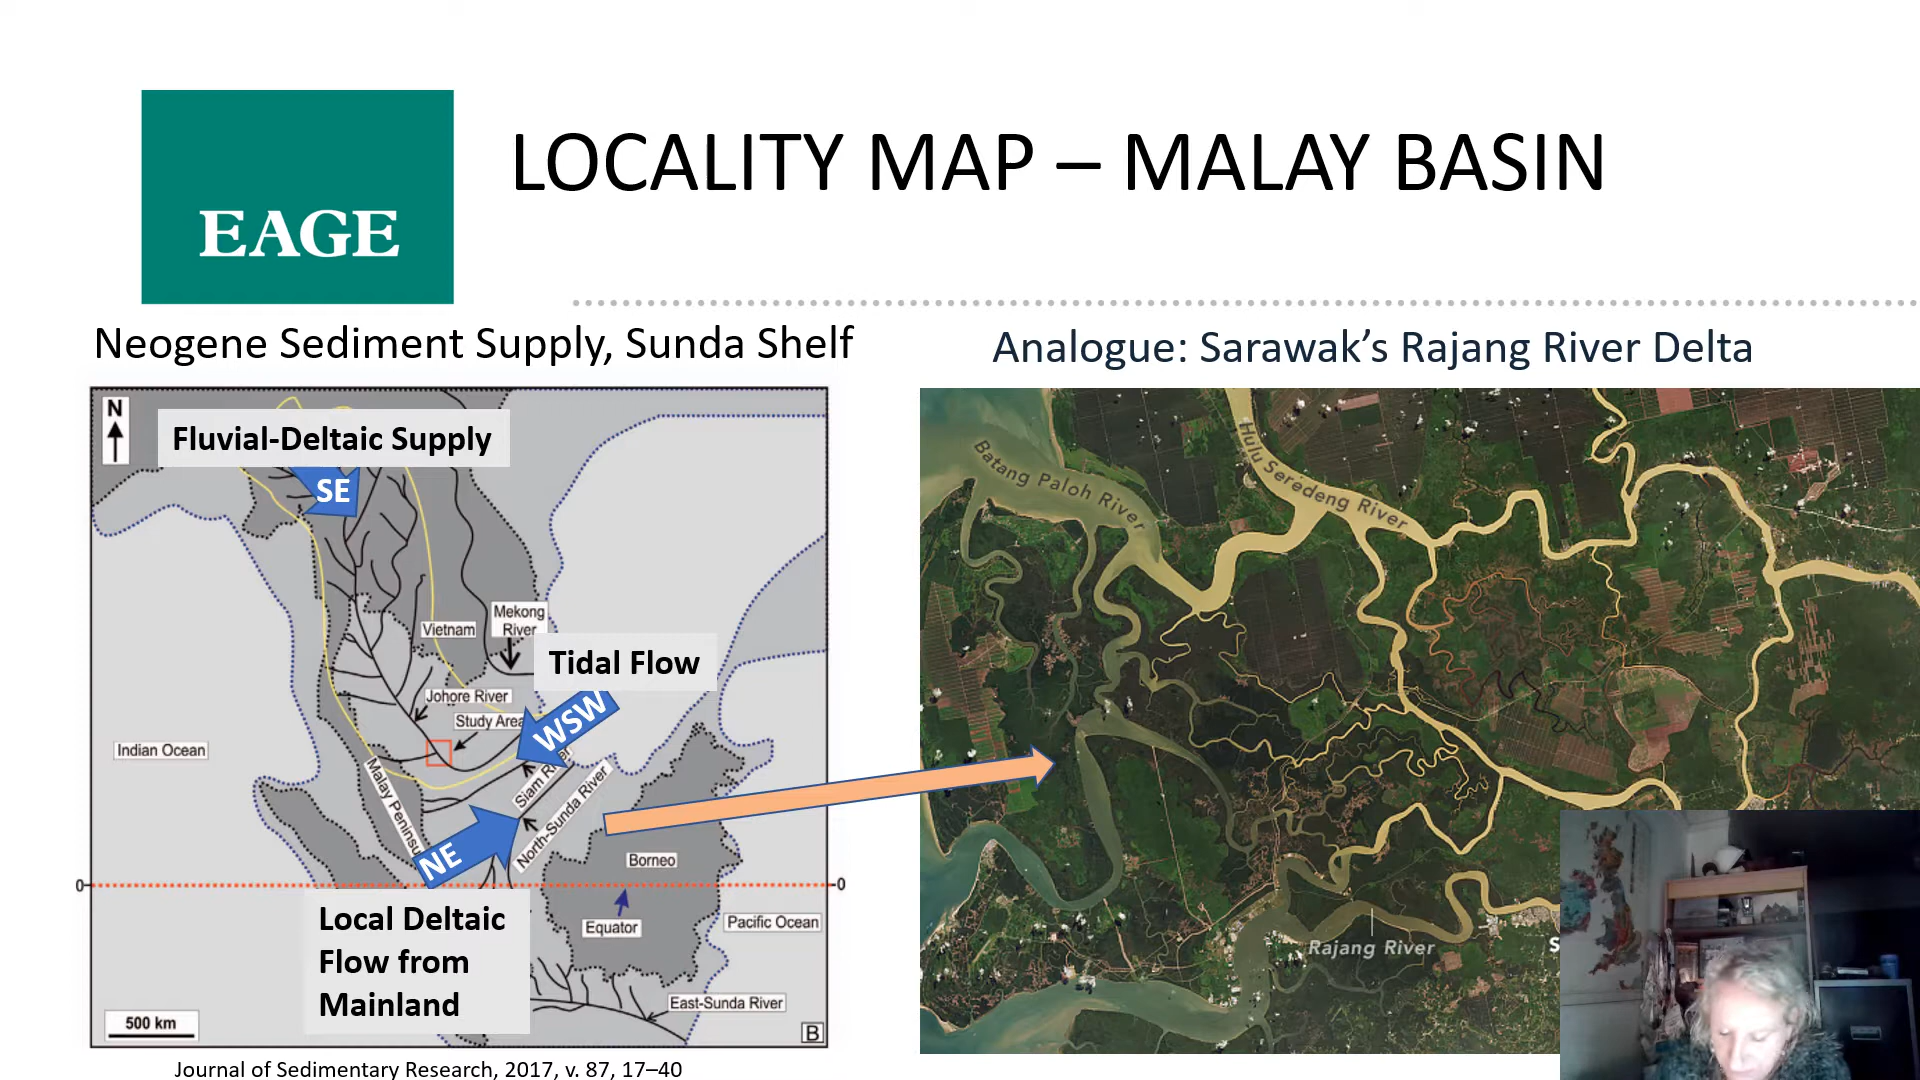 EAGE
LOCALITY MAP – MALAY BASIN
Neogene Sediment Supply, Sunda Shelf
N
Fluvial-Deltaic Supply
SE
Mekong
River
Vietnam
Tidal Flow
Johore River
Study Area
WSW
Indian Ocean
Siam
North-Sunda River
Malay
NE
Borneo
0
0
Local Deltaic
Flow from
Mainland
Equator
Pacific Ocean
East-Sunda River
500 km
B
Journal of Sedimentary Research, 2017, v. 87, 17–40
Analogue: Sarawak’s Rajang River Delta
Batang Paloh River
Hulu Seredeng River
Rajang River
S